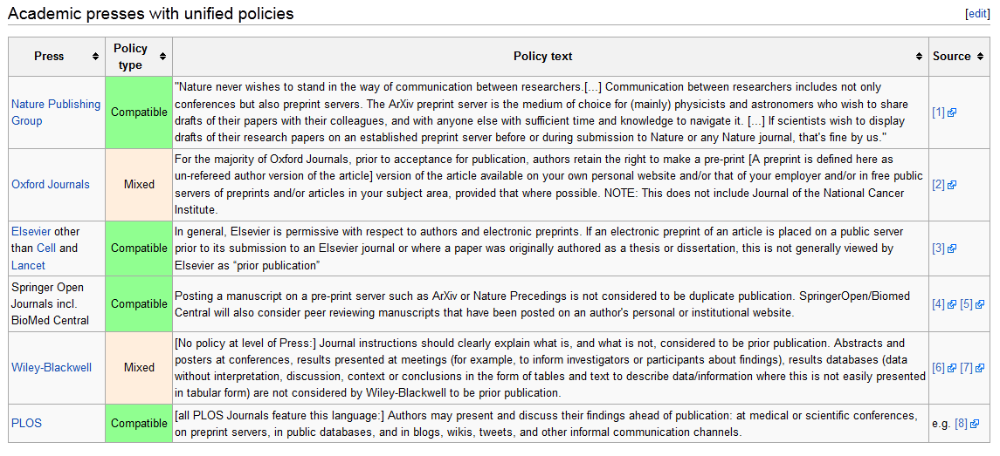 Academic presses with unified policies [edit]
Press Policy type Policy text Source
Nature Publishing Group
Compatible
"Nature never wishes to stand in the way of communication between researchers.[...] Communication between researchers includes not only
conferences but also preprint servers. The ArXiv preprint server is the medium of choice for (mainly) physicists and astronomers who wish to share
drafts of their papers with their colleagues, and with anyone else with sufficient time and knowledge to navigate it. [...] If scientists wish to display
drafts of their research papers on an established preprint server before or during submission to Nature or any Nature journal, that's fine by us."
[1]
Oxford Journals
Mixed
For the majority of Oxford Journals, prior to acceptance for publication, authors retain the right to make a pre-print [A preprint is defined here as
un-refereed author version of the article] version of the article available on your own personal website and/or that of your employer and/or in free public
servers of preprints and/or articles in your subject area, provided that where possible. NOTE: This does not include Journal of the National Cancer
Institute.
[2]
Elsevier other
than Cell and
Lancet
Compatible
In general, Elsevier is permissive with respect to authors and electronic preprints. If an electronic preprint of an article is placed on a public server
prior to its submission to an Elsevier journal or where a paper was originally authored as a thesis or dissertation, this is not generally viewed by
Elsevier as “prior publication”
[3]
Springer Open
Journals incl.
BioMed Central
Compatible
Posting a manuscript on a pre-print server such as ArXiv or Nature Precedings is not considered to be duplicate publication. SpringerOpen/Biomed
Central will also consider peer reviewing manuscripts that have been posted on an author's personal or institutional website.
[4] [5]
Wiley-Blackwell
Mixed
[No policy at level of Press:] Journal instructions should clearly explain what is, and what is not, considered to be prior publication. Abstracts and
posters at conferences, results presented at meetings (for example, to inform investigators or participants about findings), results databases (data
without interpretation, discussion, context or conclusions in the form of tables and text to describe data/information where this is not easily presented
in tabular form) are not considered by Wiley-Blackwell to be prior publication.
[6] [7]
PLOS
Compatible
[all PLOS Journals feature this language:] Authors may present and discuss their findings ahead of publication: at medical or scientific conferences,
on preprint servers, in public databases, and in blogs, wikis, tweets, and other informal communication channels.
e.g. [8]